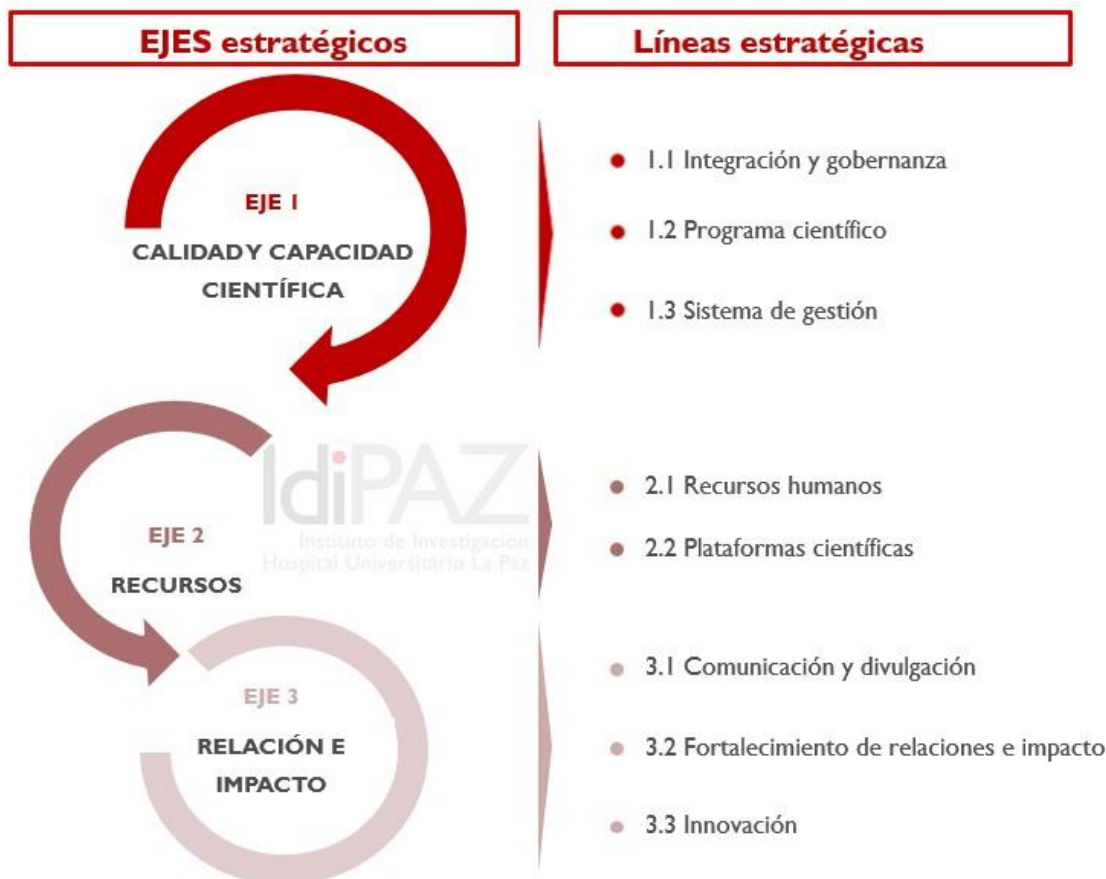 EJES estratégicos
Líneas estratégicas
EJE 1
CALIDAD Y CAPACIDAD
CIENTÍFICA
1.1 Integración y gobernanza
1.2 Programa científico
1.3 Sistema de gestión
IdiPAZ
Instituto de Investigación
Hospital Universitario La Paz
EJE 2
RECURSOS
2.1 Recursos humanos
2.2 Plataformas científicas
EJE 3
RELACIÓN E
IMPACTO
3.1 Comunicación y divulgación
3.2 Fortalecimiento de relaciones e impacto
3.3 Innovación